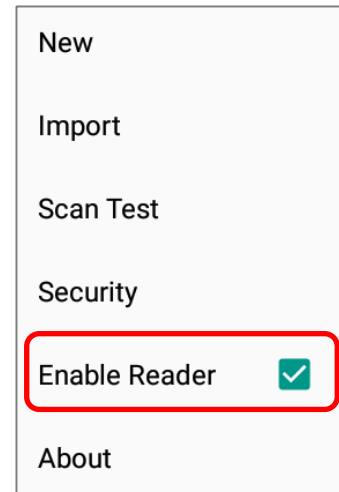 New
Import
Scan Test
Security
Enable Reader
About